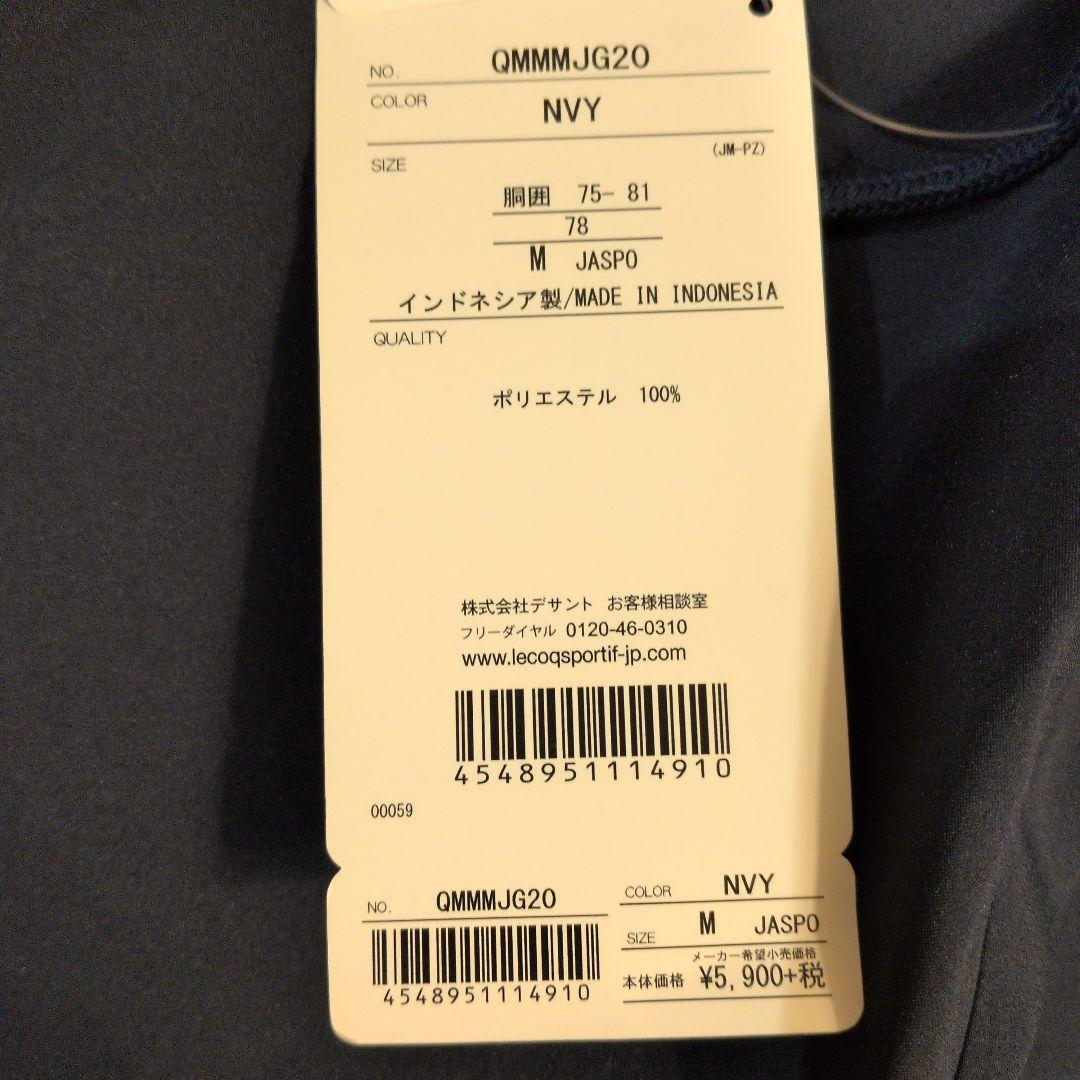 NO. QMMMJG20
COLOR NVY
SIZE (JM-PZ)
胴囲 75- 81
78
M JASPO
インドネシア製/MADE IN INDONESIA
QUALITY
ポリエステル 100%
株式会社デサント お客様相談室
フリーダイヤル 0120-46-0310
www.lecoqsportif-jp.com
4548951114910
00059
NO. QMMMJG20
4548951114910
COLOR NVY
SIZE M JASPO
メーカー希望小売価格
本体価格 ¥5,900+税